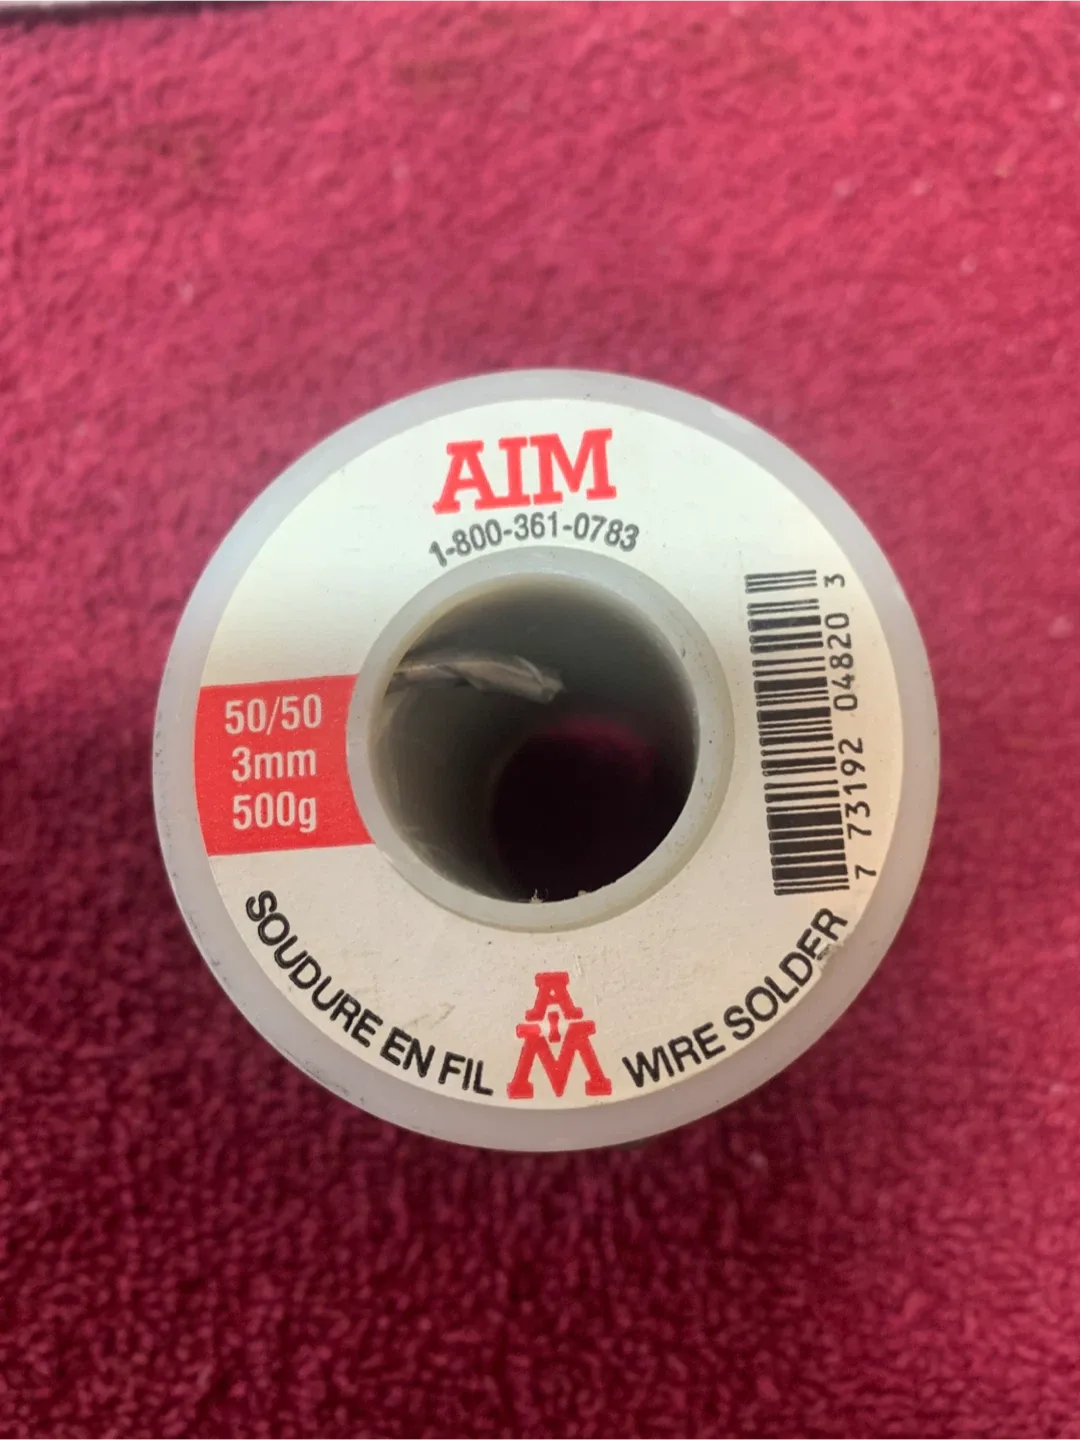 AIM
1-800-361-0783
50/50
3mm
500g
7 73192 04820 3
SOUDURE EN FIL
AIM
WIRE SOLDER